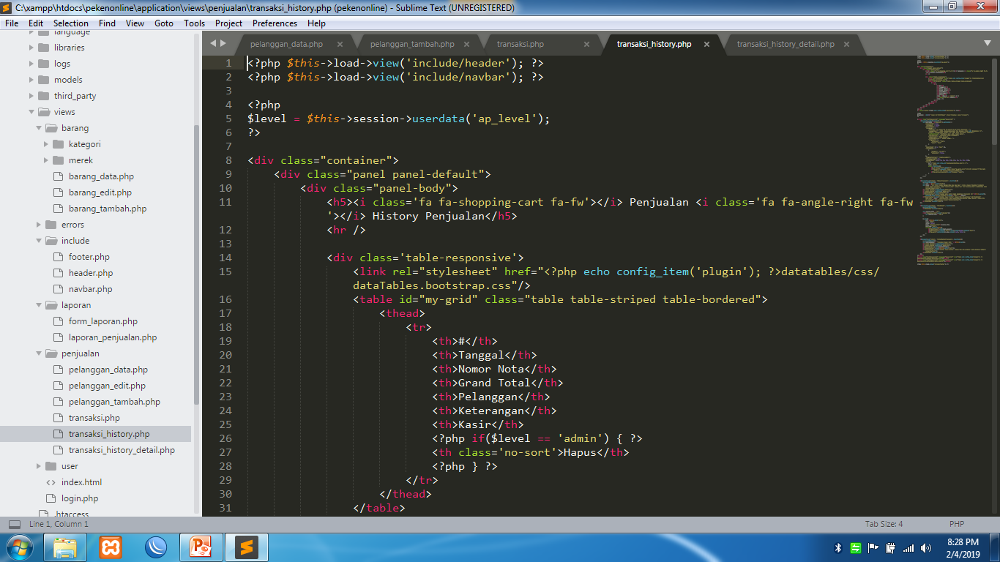 C:\xampp\htdocs\pekenonline\application\views\penjualan\transaksi_history.php (pekenonline) - Sublime Text (UNREGISTERED)
File Edit Selection Find View Goto Tools Project Preferences Help
language
libraries
logs
models
third_party
views
barang
kategori
merek
barang_data.php
barang_edit.php
barang_tambah.php
errors
include
footer.php
header.php
navbar.php
laporan
form_laporan.php
laporan_penjualan.php
penjualan
pelanggan_data.php
pelanggan_edit.php
pelanggan_tambah.php
transaksi.php
transaksi_history.php
transaksi_history_detail.php
user
index.html
login.php
.htaccess
pelanggan_data.php × pelanggan_tambah.php × transaksi.php × transaksi_history.php × transaksi_history_detail.php ×
1 <?php $this->load->view('include/header'); ?>
2 <?php $this->load->view('include/navbar'); ?>
3
4 <?php
5 $level = $this->session->userdata('ap_level');
6 ?>
7
8 <div class="container">
9 <div class="panel panel-default">
10 <div class="panel-body">
11 <h5><i class='fa fa-shopping-cart fa-fw'></i> Penjualan <i class='fa fa-angle-right fa-fw
'></i> History Penjualan</h5>
12 <hr />
13
14 <div class='table-responsive'>
15 <link rel="stylesheet" href="<?php echo config_item('plugin'); ?>datatables/css/
dataTables.bootstrap.css"/>
16 <table id="my-grid" class="table table-striped table-bordered">
17 <thead>
18 <tr>
19 <th>#</th>
20 <th>Tanggal</th>
21 <th>Nomor Nota</th>
22 <th>Grand Total</th>
23 <th>Pelanggan</th>
24 <th>Keterangan</th>
25 <th>Kasir</th>
26 <?php if($level == 'admin') { ?>
27 <th class='no-sort'>Hapus</th>
28 <?php } ?>
29 </tr>
30 </thead>
31 </table>
Line 1, Column 1
Tab Size: 4
PHP
8:28 PM
2/4/2019